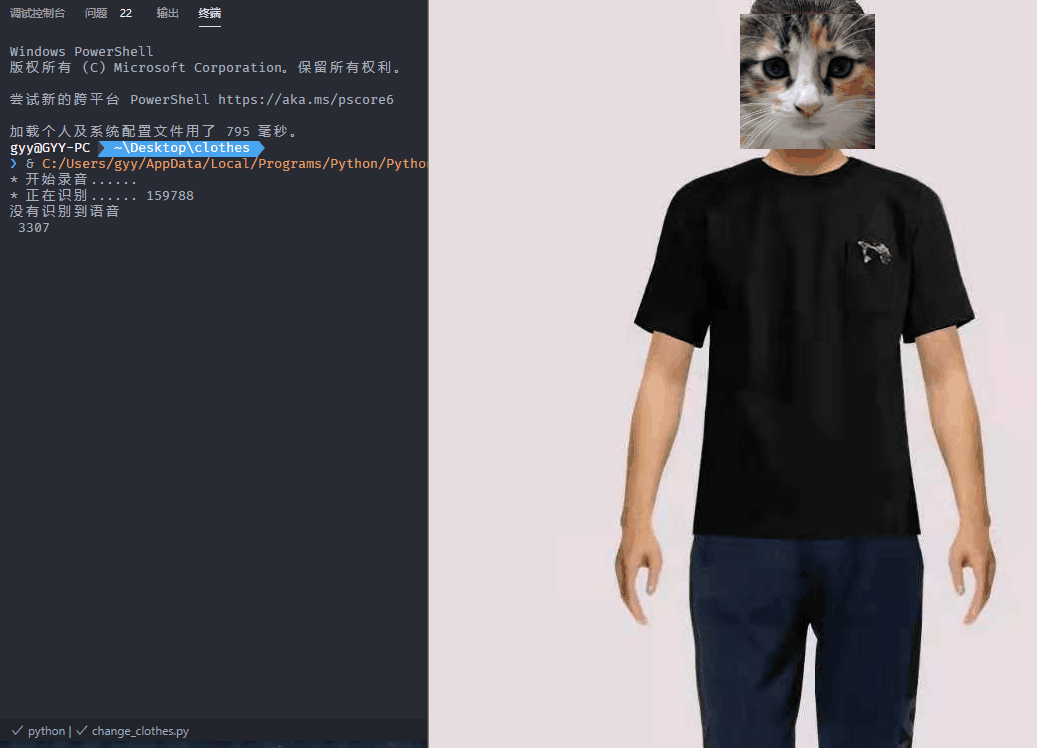 调试控制台 问题 22 输出 终端
Windows PowerShell
版权所有 (C) Microsoft Corporation。保留所有权利。
尝试新的跨平台 PowerShell https://aka.ms/pscore6
加载个人及系统配置文件用了 795 毫秒。
gyy@GYY-PC ~\Desktop\clothes
❯ & C:/Users/gyy/AppData/Local/Programs/Python/Pytho
* 开始录音......
* 正在识别...... 159788
没有识别到语音
3307
✓ python | ✓ change_clothes.py